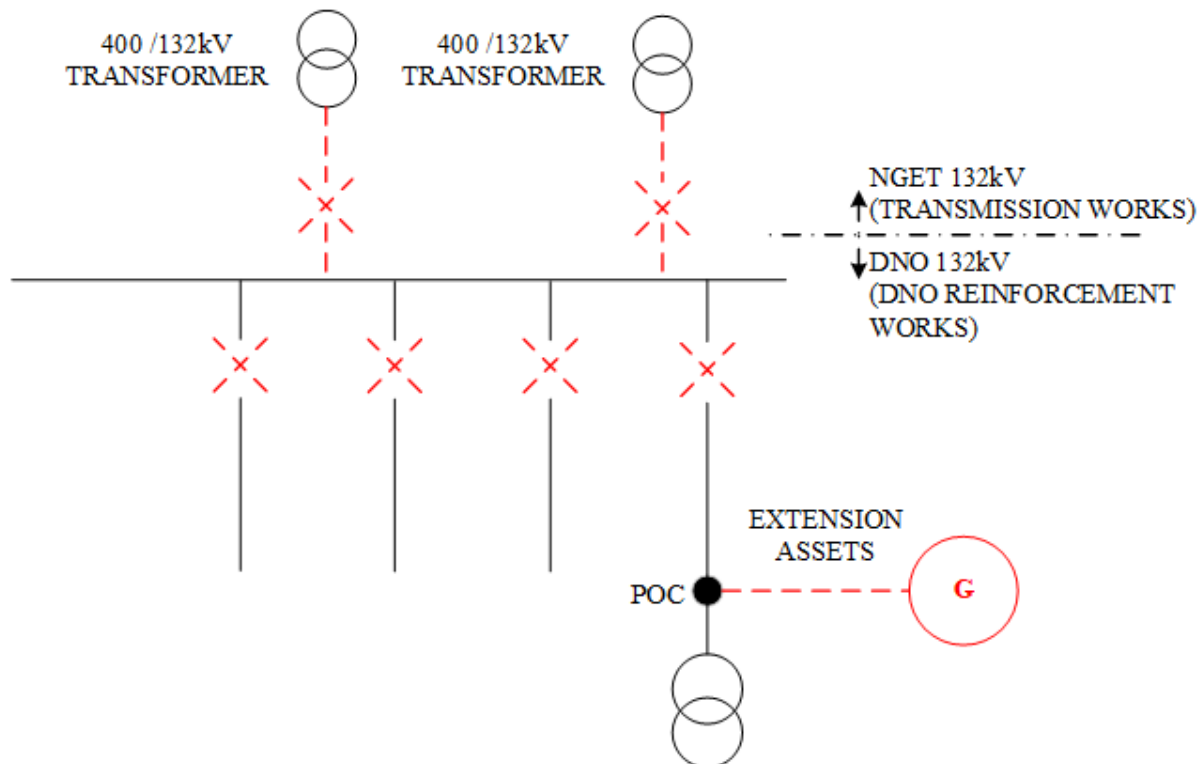 400 /132kV
TRANSFORMER
400 /132kV
TRANSFORMER
NGET 132kV
(TRANSMISSION WORKS)
DNO 132kV
(DNO REINFORCEMENT
WORKS)
EXTENSION
ASSETS
POC
G